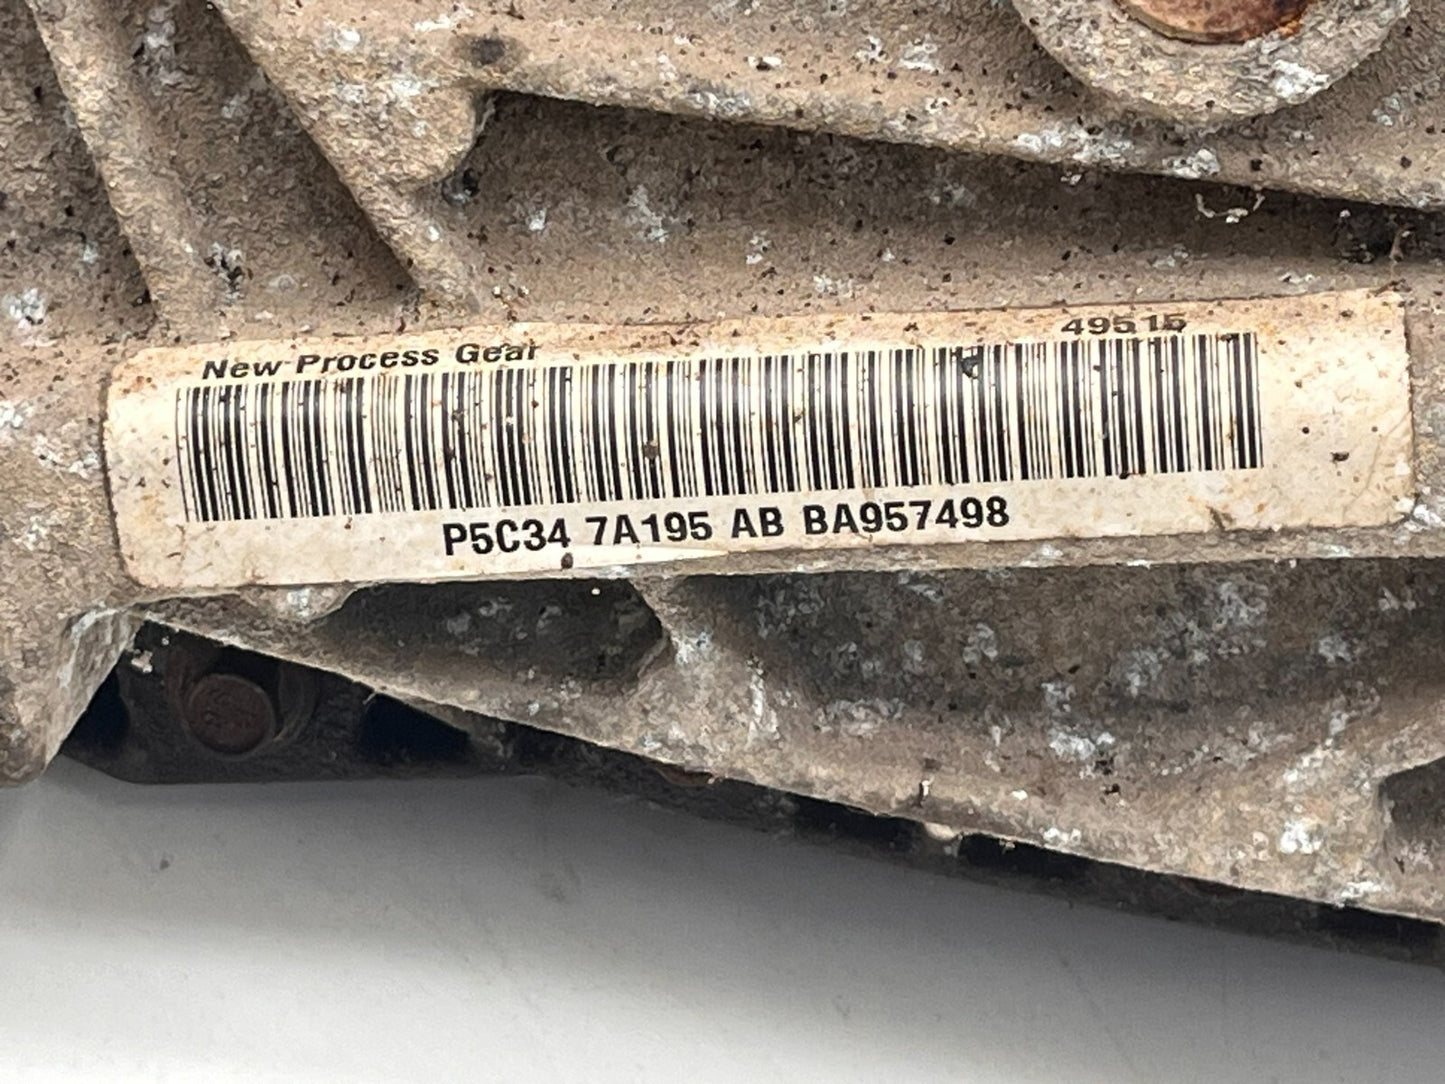 New Process Gear
49515
P5C34 7A195 AB BA957498